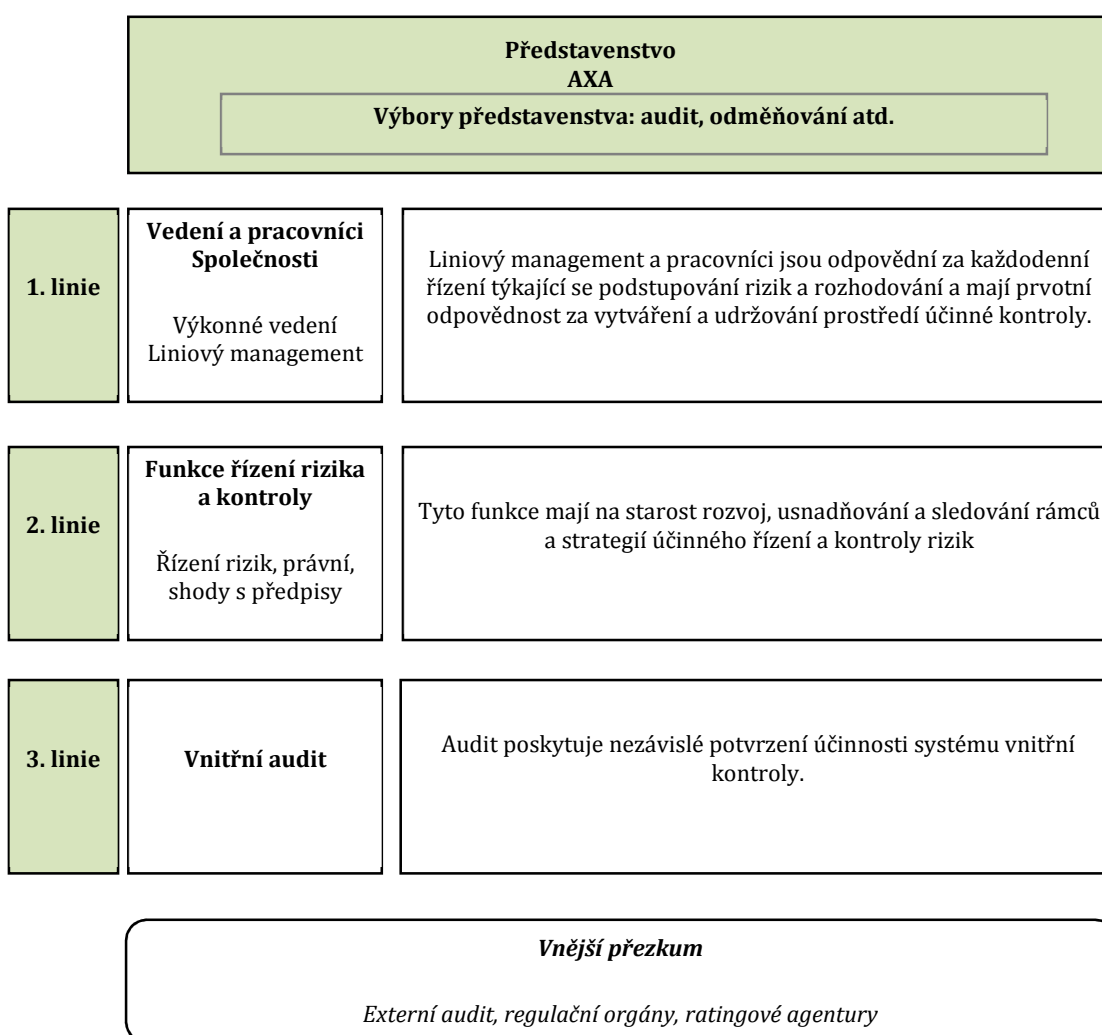 Představenstvo
AXA
Výbory představenstva: audit, odměňování atd.
1. linie
Vedení a pracovníci
Společnosti
Výkonné vedení
Liniový management
Liniový management a pracovníci jsou odpovědní za každodenní
řízení týkající se podstupování rizik a rozhodování a mají prvotní
odpovědnost za vytváření a udržování prostředí účinné kontroly.
2. linie
Funkce řízení rizika
a kontroly
Řízení rizik, právní,
shody s předpisy
Tyto funkce mají na starost rozvoj, usnadňování a sledování rámců
a strategií účinného řízení a kontroly rizik
3. linie
Vnitřní audit
Audit poskytuje nezávislé potvrzení účinnosti systému vnitřní
kontroly.
Vnější přezkum
Externí audit, regulační orgány, ratingové agentury